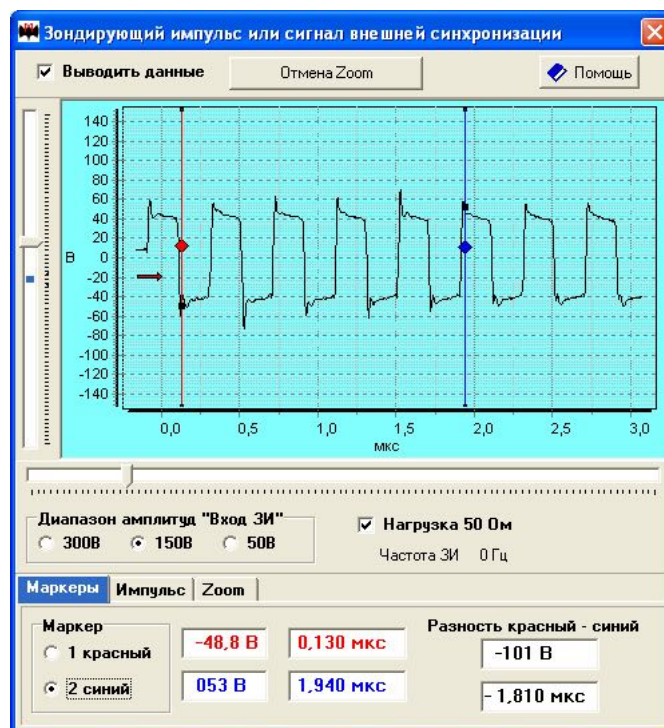 Зондирующий импульс или сигнал внешней синхронизации
Выводить данные Отмена Zoom Помощь
140
120
100
80
60
40
20
В 0
-20
-40
-60
-80
-100
-120
-140
0,0 0,5 1,0 1,5 2,0 2,5 3,0
мкс
Диапазон амплитуд "Вход ЗИ"
300В 150В 50В
Нагрузка 50 Ом
Частота ЗИ 0 Гц
Маркеры Импульс Zoom
Маркер
1 красный
2 синий
-48,8 В 0,130 мкс
053 В 1,940 мкс
Разность красный - синий
-101 В
- 1,810 мкс